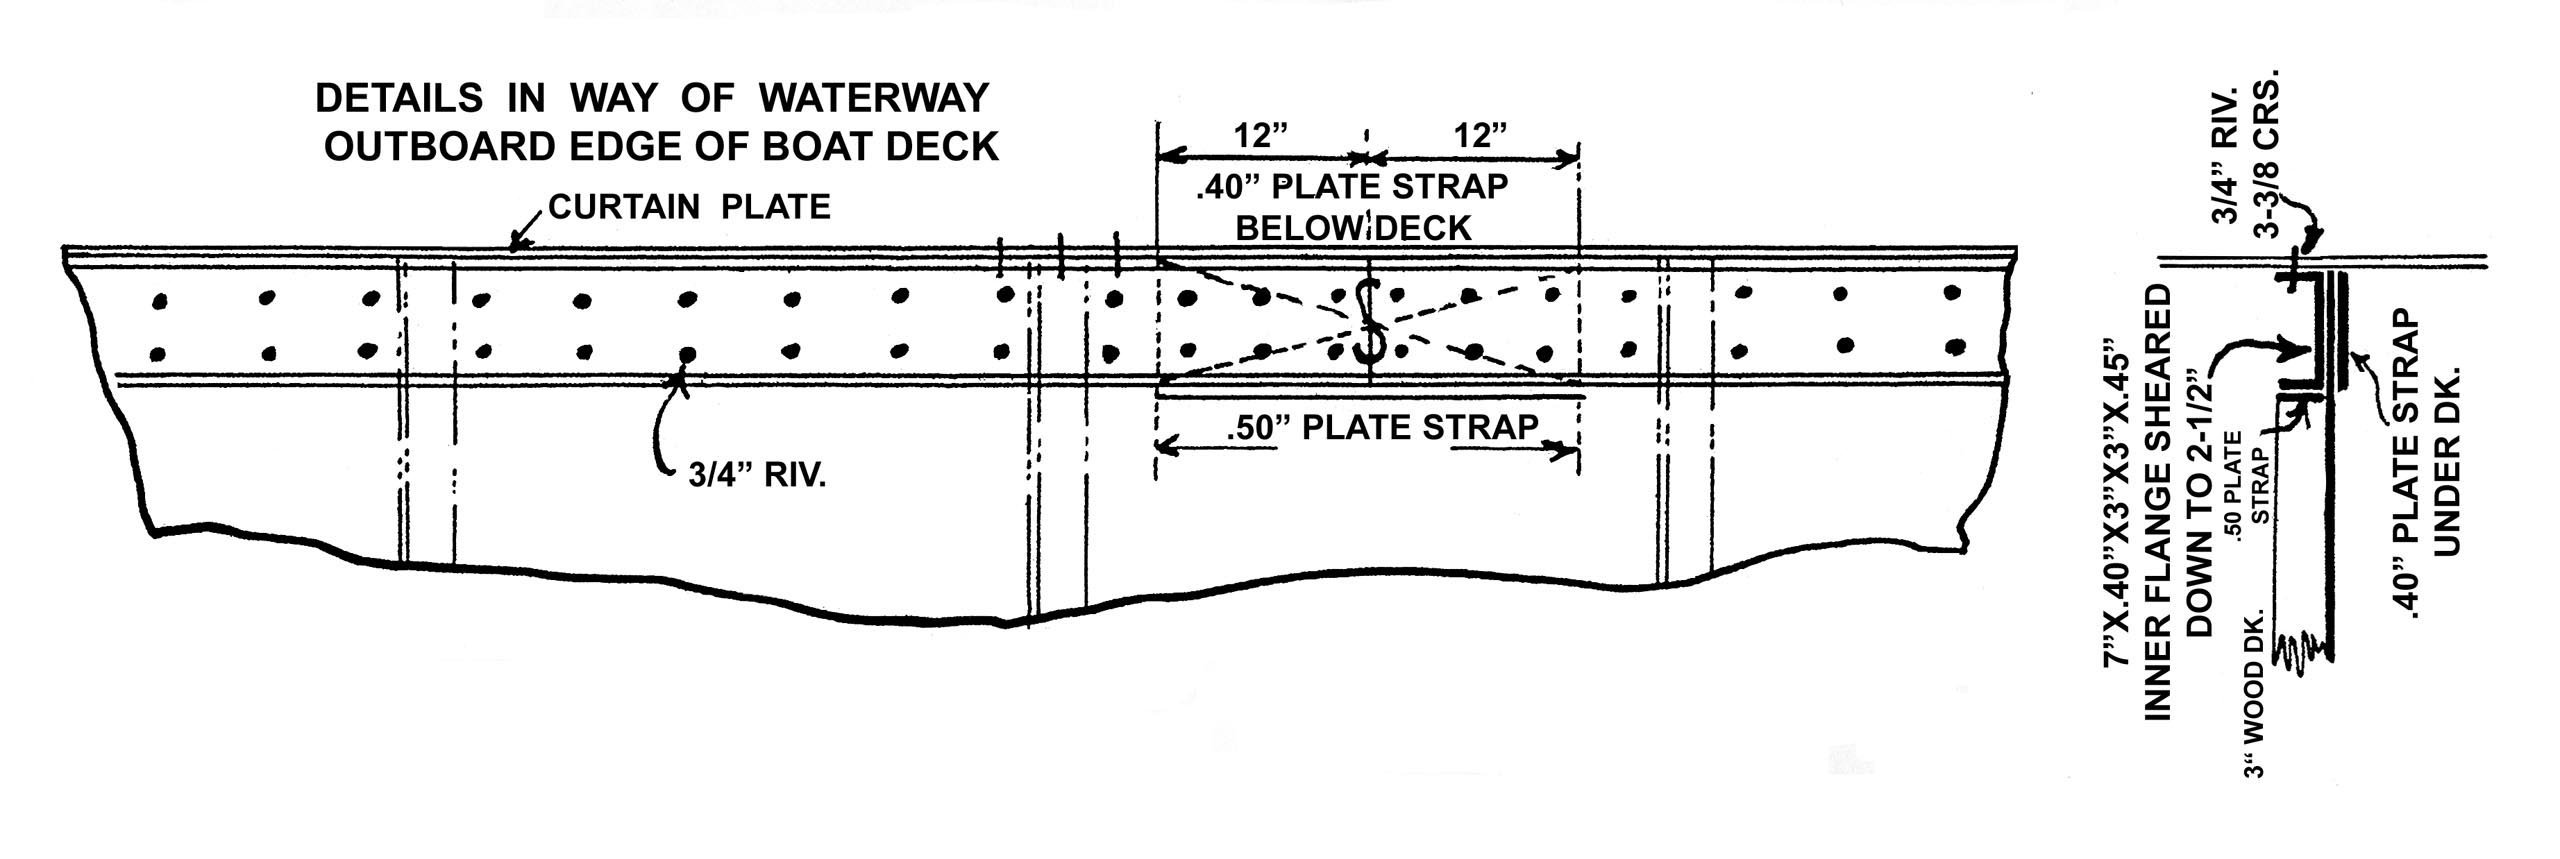 DETAILS IN WAY OF WATERWAY
OUTBOARD EDGE OF BOAT DECK
CURTAIN PLATE
12” 12”
.40” PLATE STRAP
BELOW DECK
S
.50” PLATE STRAP
3/4” RIV.
3/4” RIV.
3-3/8 CRS.
7”X.40”X3”X3”X.45”
INNER FLANGE SHEARED
DOWN TO 2-1/2”
.50 PLATE
STRAP
3“ WOOD DK.
.40” PLATE STRAP
UNDER DK.